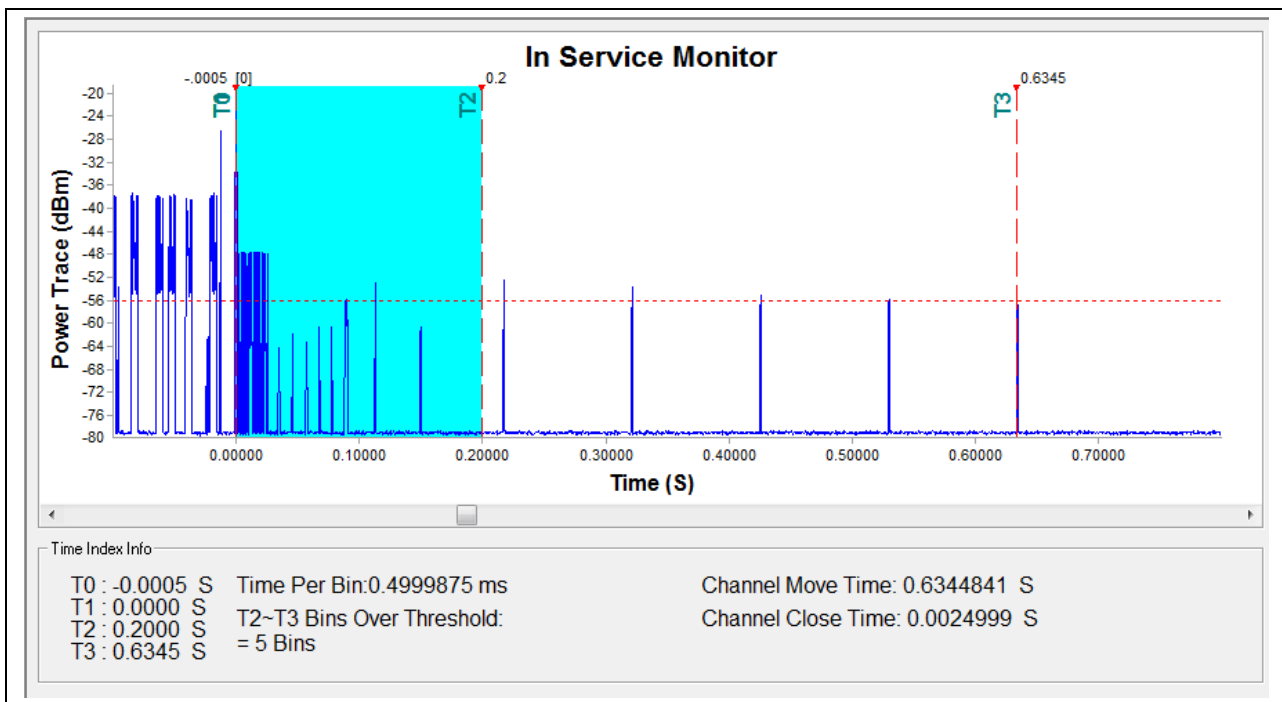 In Service Monitor
-.0005 [0]
0.2
0.6345
T0
T2
T3
Power Trace (dBm)
-20
-24
-28
-32
-36
-40
-44
-48
-52
-56
-60
-64
-68
-72
-76
-80
0.00000 0.10000 0.20000 0.30000 0.40000 0.50000 0.60000 0.70000
Time (S)
Time Index Info
T0 : -0.0005 S
T1 : 0.0000 S
T2 : 0.2000 S
T3 : 0.6345 S
Time Per Bin:0.4999875 ms
T2~T3 Bins Over Threshold:
= 5 Bins
Channel Move Time: 0.6344841 S
Channel Close Time: 0.0024999 S